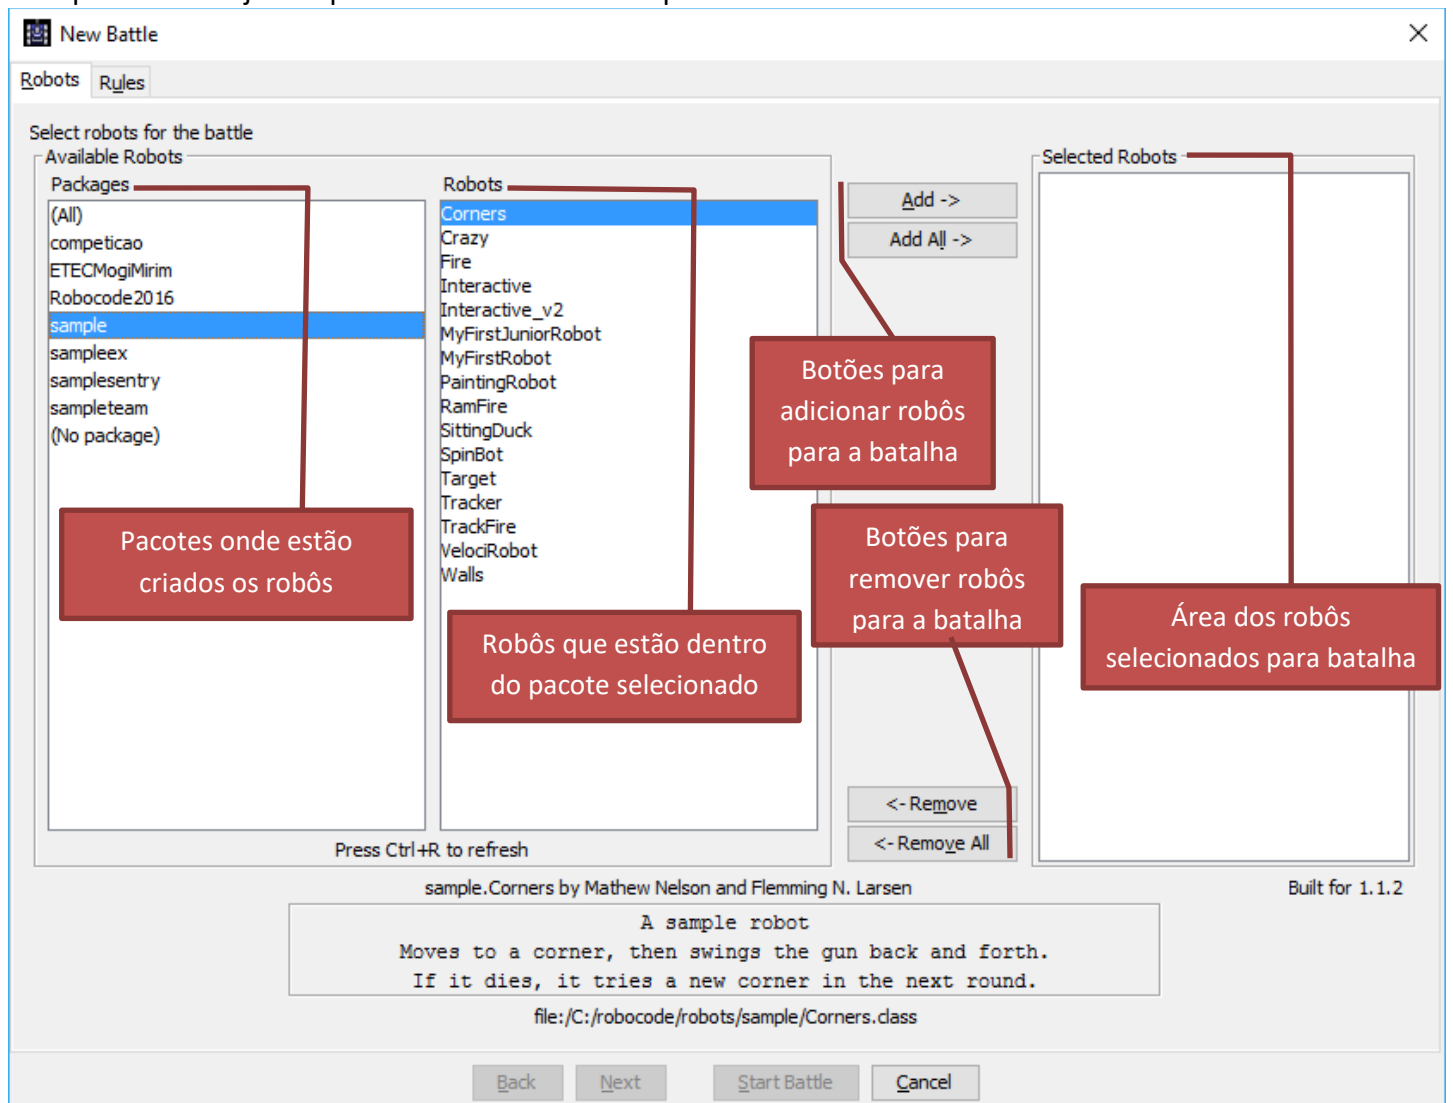 New Battle
Robots Rules
Select robots for the battle
Available Robots
Packages
(All)
competicao
ETECMogiMirim
Robocode2016
sample
sampleex
samplesentry
sampleteam
(No package)
Pacotes onde estão
criados os robôs
Robots
Corners
Crazy
Fire
Interactive
Interactive_v2
MyFirstJuniorRobot
MyFirstRobot
PaintingRobot
RamFire
SittingDuck
SpinBot
Target
Tracker
TrackFire
VelociRobot
Walls
Robôs que estão dentro
do pacote selecionado
Press Ctrl+R to refresh
Add ->
Add All ->
Botões para
adicionar robôs
para a batalha
Botões para
remover robôs
para a batalha
<- Remove
<- Remove All
Selected Robots
Área dos robôs
selecionados para batalha
sample.Corners by Mathew Nelson and Flemming N. Larsen
Built for 1.1.2
A sample robot
Moves to a corner, then swings the gun back and forth.
If it dies, it tries a new corner in the next round.
file:/C:/robocode/robots/sample/Corners.class
Back Next Start Battle Cancel